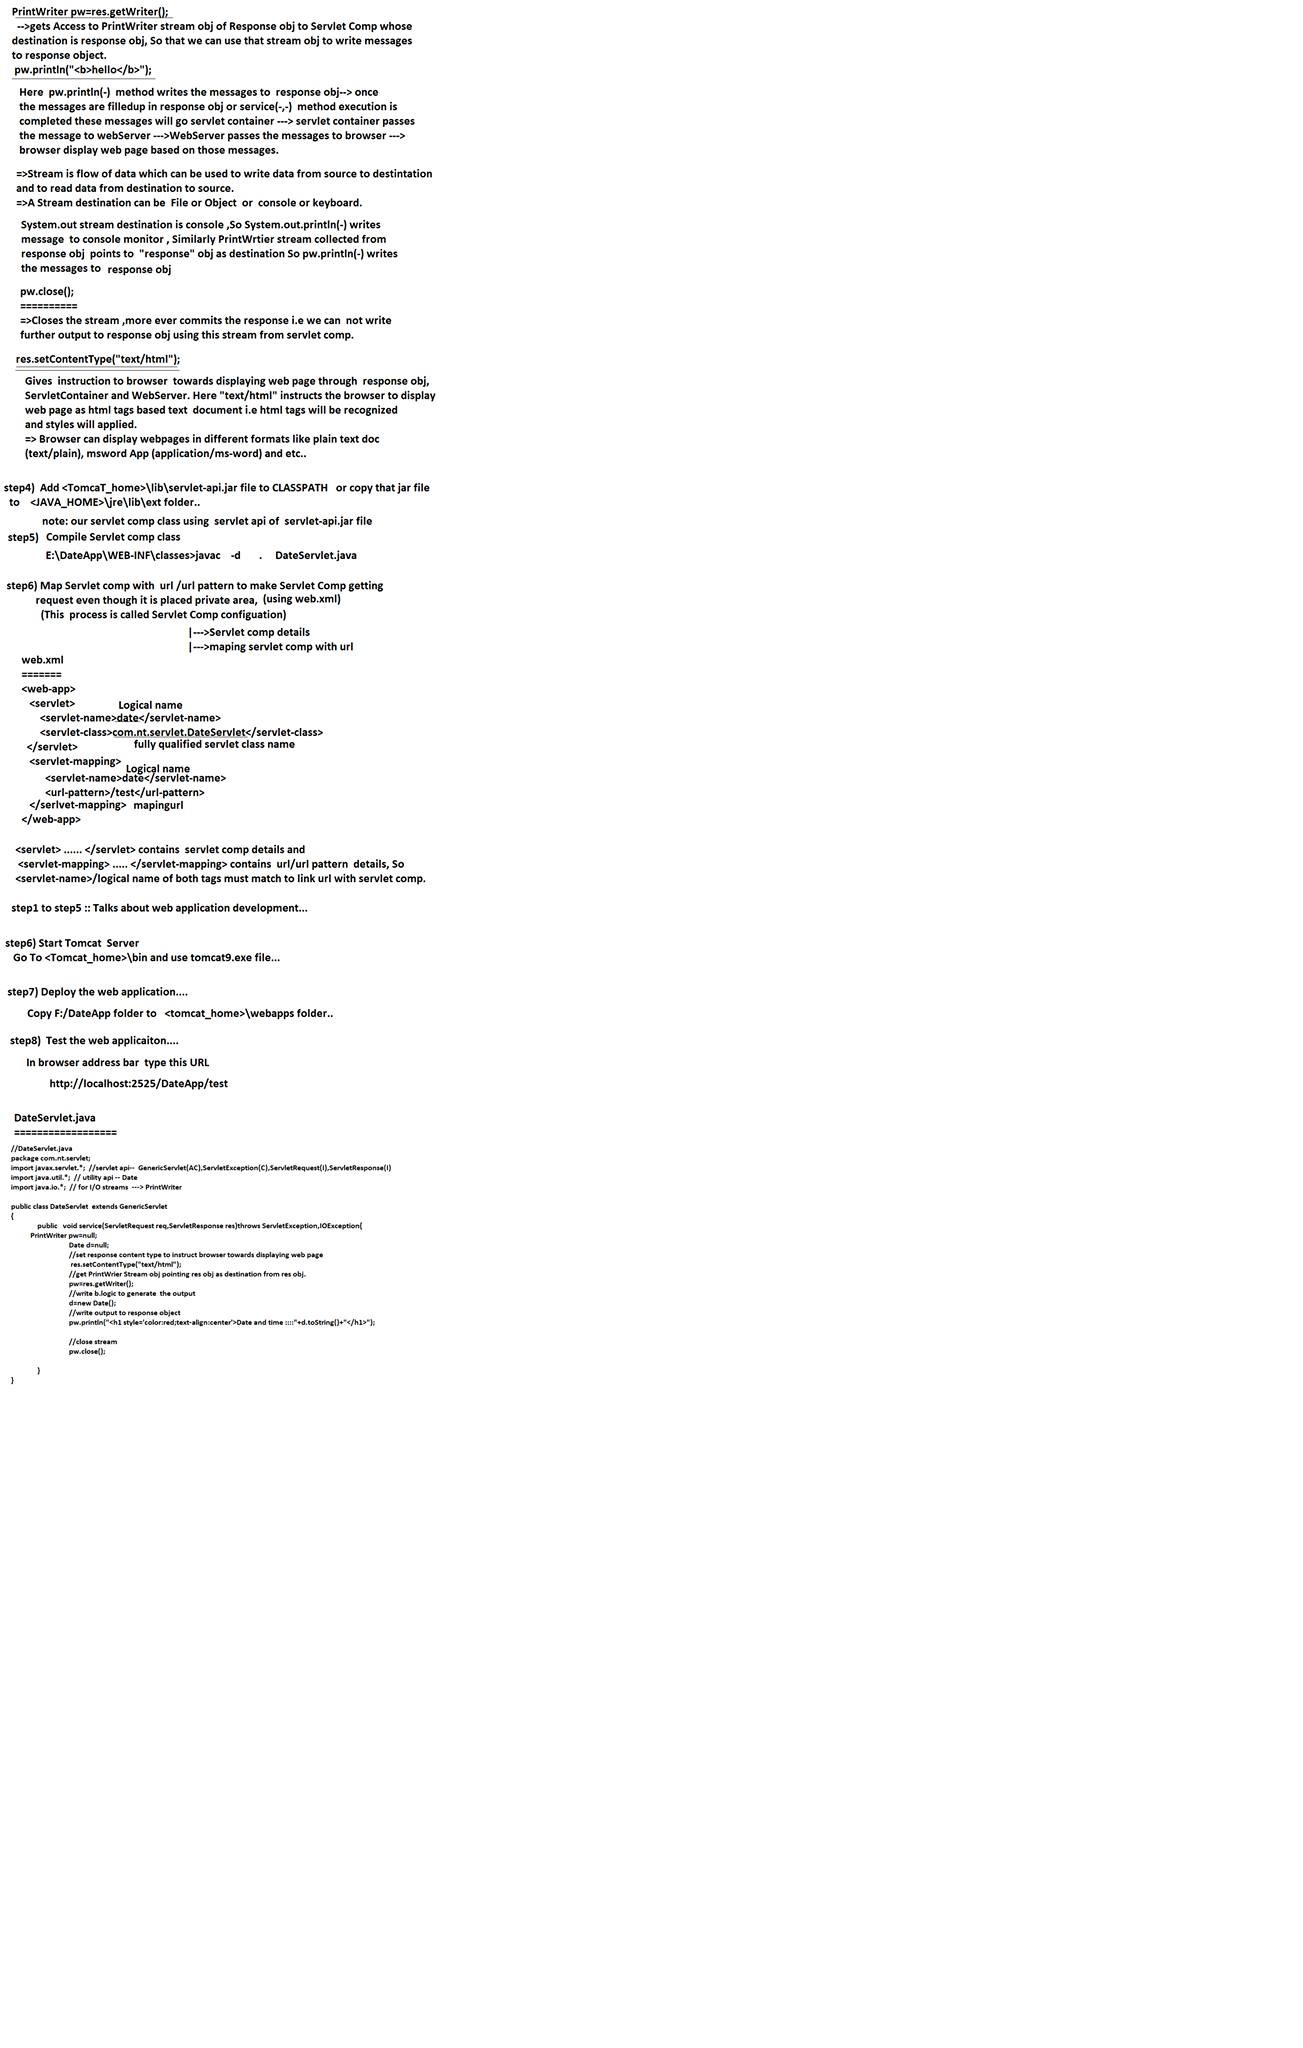 PrintWriter pw=res.getWriter();
-->gets Access to PrintWriter stream obj of Response obj to Servlet Comp whose
destination is response obj, So that we can use that stream obj to write messages
to response object.
pw.println("<b>hello</b>");
Here pw.println(-) method writes the messages to response obj--> once
the messages are filledup in response obj or service(-,-) method execution is
completed these messages will go servlet container ---> servlet container passes
the message to webServer --->WebServer passes the messages to browser --->
browser display web page based on those messages.
=>Stream is flow of data which can be used to write data from source to destintation
and to read data from destination to source.
=>A Stream destination can be File or Object or console or keyboard.
System.out stream destination is console ,So System.out.println(-) writes
message to console monitor , Similarly PrintWrtier stream collected from
response obj points to "response" obj as destination So pw.println(-) writes
the messages to response obj
pw.close();
==========
=>Closes the stream ,more ever commits the response i.e we can not write
further output to response obj using this stream from servlet comp.
res.setContentType("text/html");
Gives instruction to browser towards displaying web page through response obj,
ServletContainer and WebServer. Here "text/html" instructs the browser to display
web page as html tags based text document i.e html tags will be recognized
and styles will applied.
=> Browser can display webpages in different formats like plain text doc
(text/plain), msword App (application/ms-word) and etc..
step4) Add <TomcaT_home>\lib\servlet-api.jar file to CLASSPATH or copy that jar file
to <JAVA_HOME>\jre\lib\ext folder..
note: our servlet comp class using servlet api of servlet-api.jar file
step5) Compile Servlet comp class
E:\DateApp\WEB-INF\classes>javac -d . DateServlet.java
step6) Map Servlet comp with url /url pattern to make Servlet Comp getting
request even though it is placed private area, (using web.xml)
(This process is called Servlet Comp configuation)
|--->Servlet comp details
|--->maping servlet comp with url
web.xml
=======
<web-app>
<servlet>
Logical name
<servlet-name>date</servlet-name>
<servlet-class>com.nt.servlet.DateServlet</servlet-class>
</servlet> fully qualified servlet class name
<servlet-mapping>
Logical name
<servlet-name>date</servlet-name>
<url-pattern>/test</url-pattern>
</serlvet-mapping> mapingurl
</web-app>
<servlet> ...... </servlet> contains servlet comp details and
<servlet-mapping> ..... </servlet-mapping> contains url/url pattern details, So
<servlet-name>/logical name of both tags must match to link url with servlet comp.
step1 to step5 :: Talks about web application development...
step6) Start Tomcat Server
Go To <Tomcat_home>\bin and use tomcat9.exe file...
step7) Deploy the web application....
Copy F:/DateApp folder to <tomcat_home>\webapps folder..
step8) Test the web applicaiton....
In browser address bar type this URL
http://localhost:2525/DateApp/test
DateServlet.java
==================
//DateServlet.java
package com.nt.servlet;
import javax.servlet.*; //servlet api-- GenericServlet(AC),ServletException(C),ServletRequest(I),ServletResponse(I)
import java.util.*; // utility api -- Date
import java.io.*; // for I/O streams ---> PrintWriter
public class DateServlet extends GenericServlet
{
public void service(ServletRequest req,ServletResponse res)throws ServletException,IOException{
PrintWriter pw=null;
Date d=null;
//set response content type to instruct browser towards displaying web page
res.setContentType("text/html");
//get PrintWrier Stream obj pointing res obj as destination from res obj.
pw=res.getWriter();
//write b.logic to generate the output
d=new Date();
//write output to response object
pw.println("<h1 style='color:red;text-align:center'>Date and time ::::"+d.toString()+"</h1>");
//close stream
pw.close();
}
}